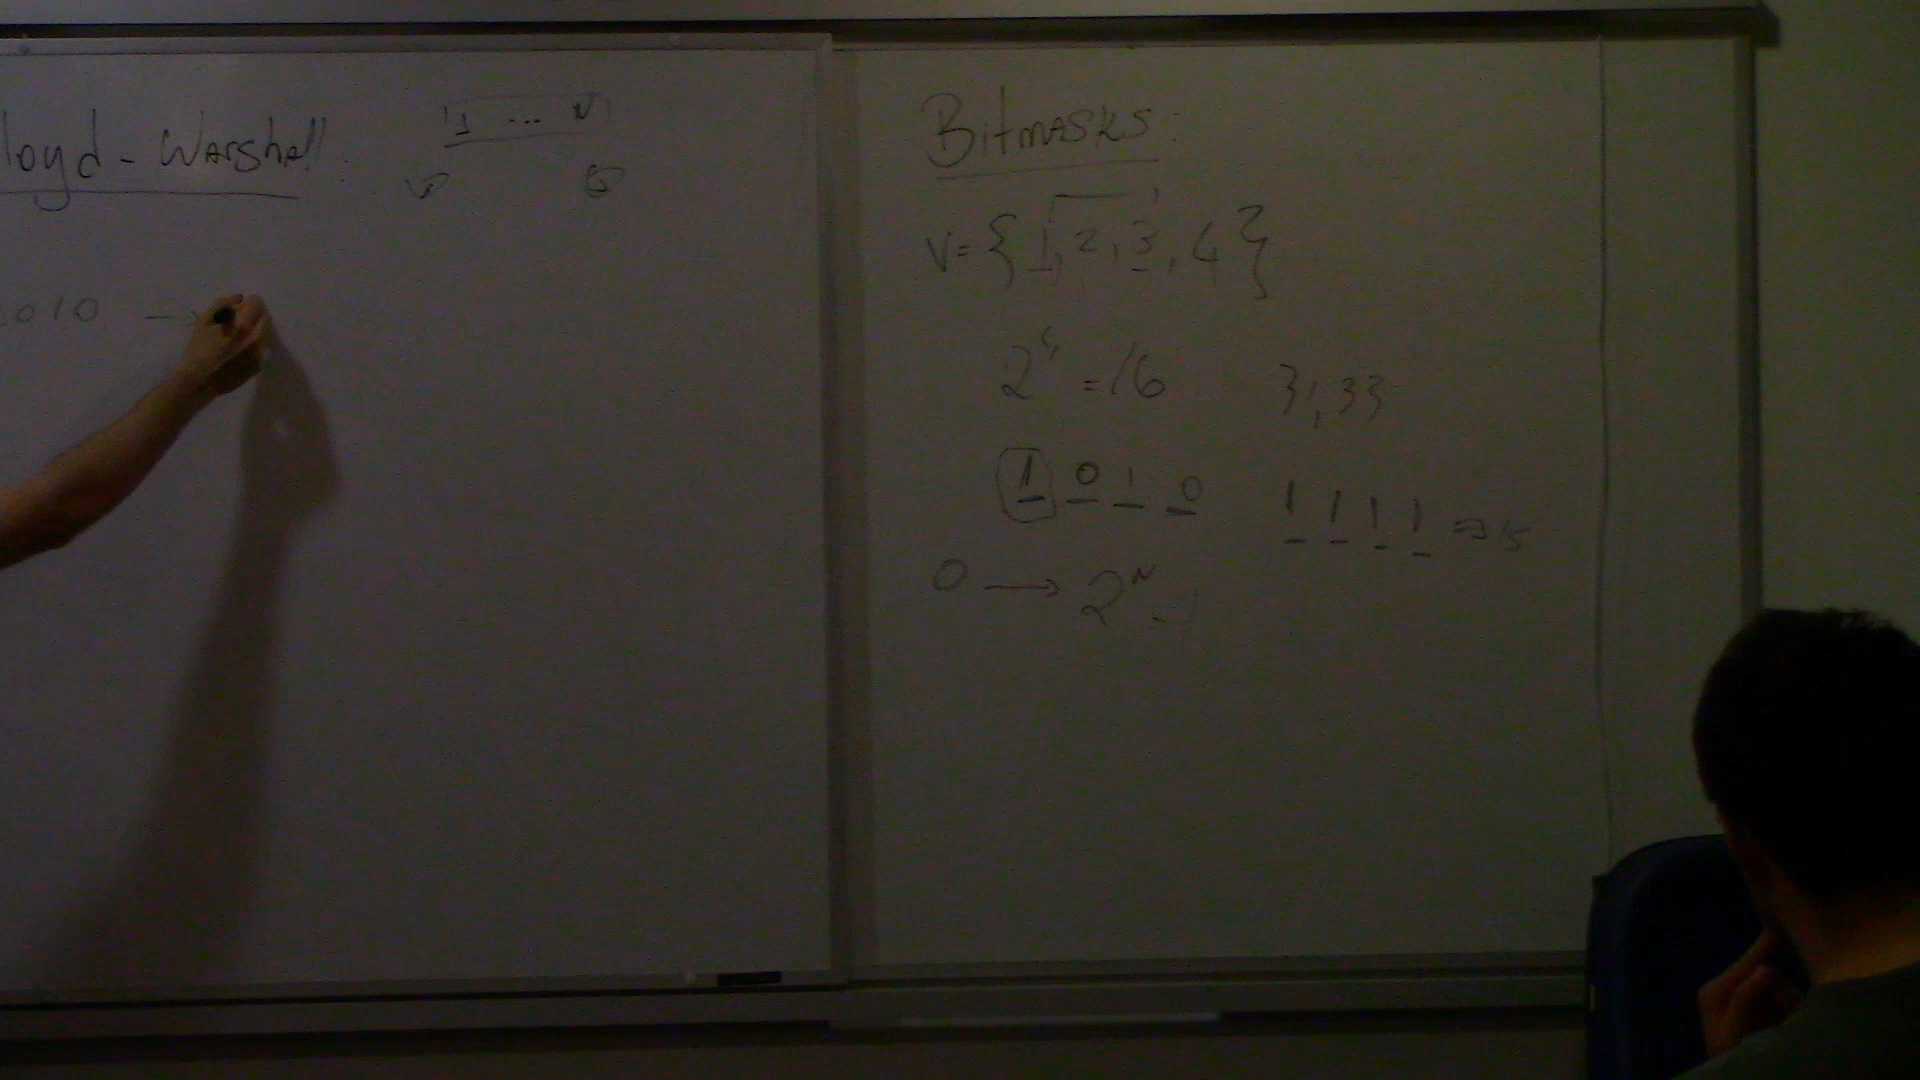 loyd - Warshall.
1 ... N
1010 →
Bitmasks:
V = { 1, 2, 3, 4 }
2⁴ = 16
3, 33
1 0 1 0
1 1 1 1 ⇒ 15
0 → 2ᴺ - 1